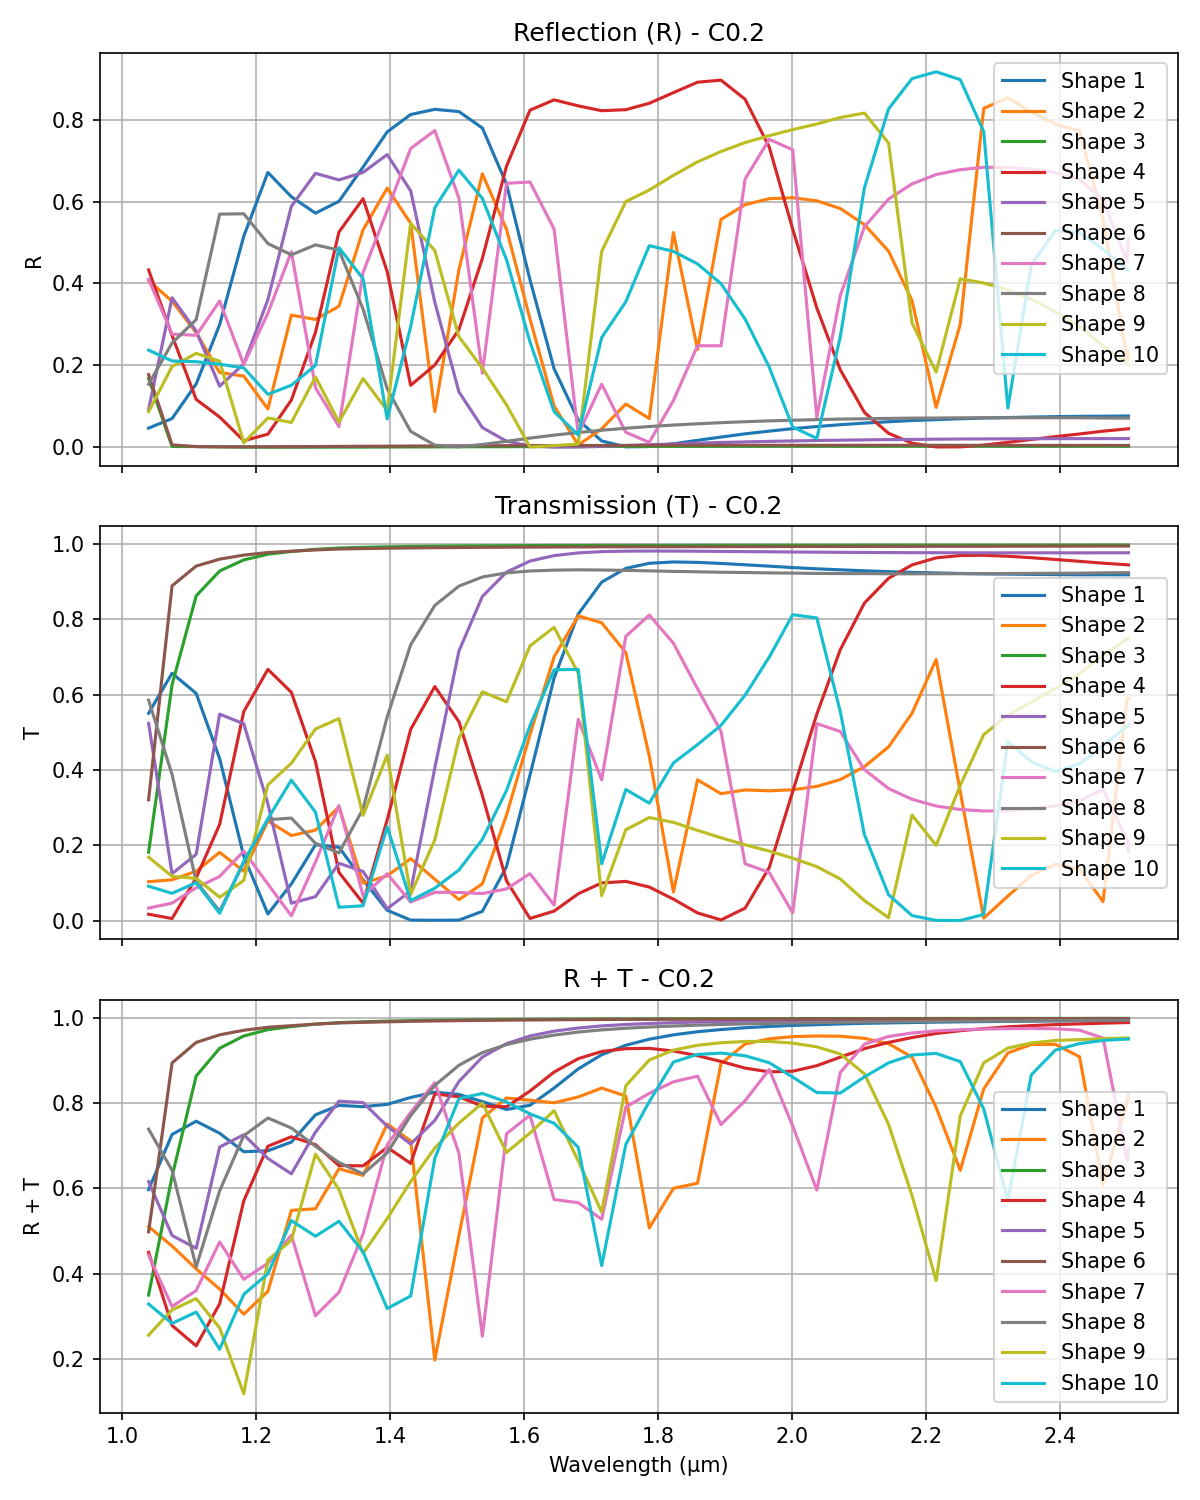 Reflection (R) - C0.2
R
0.8
0.6
0.4
0.2
0.0
Shape 1
Shape 2
Shape 3
Shape 4
Shape 5
Shape 6
Shape 7
Shape 8
Shape 9
Shape 10
Transmission (T) - C0.2
T
1.0
0.8
0.6
0.4
0.2
0.0
Shape 1
Shape 2
Shape 3
Shape 4
Shape 5
Shape 6
Shape 7
Shape 8
Shape 9
Shape 10
R + T - C0.2
R + T
1.0
0.8
0.6
0.4
0.2
Shape 1
Shape 2
Shape 3
Shape 4
Shape 5
Shape 6
Shape 7
Shape 8
Shape 9
Shape 10
1.0 1.2 1.4 1.6 1.8 2.0 2.2 2.4
Wavelength (μm)